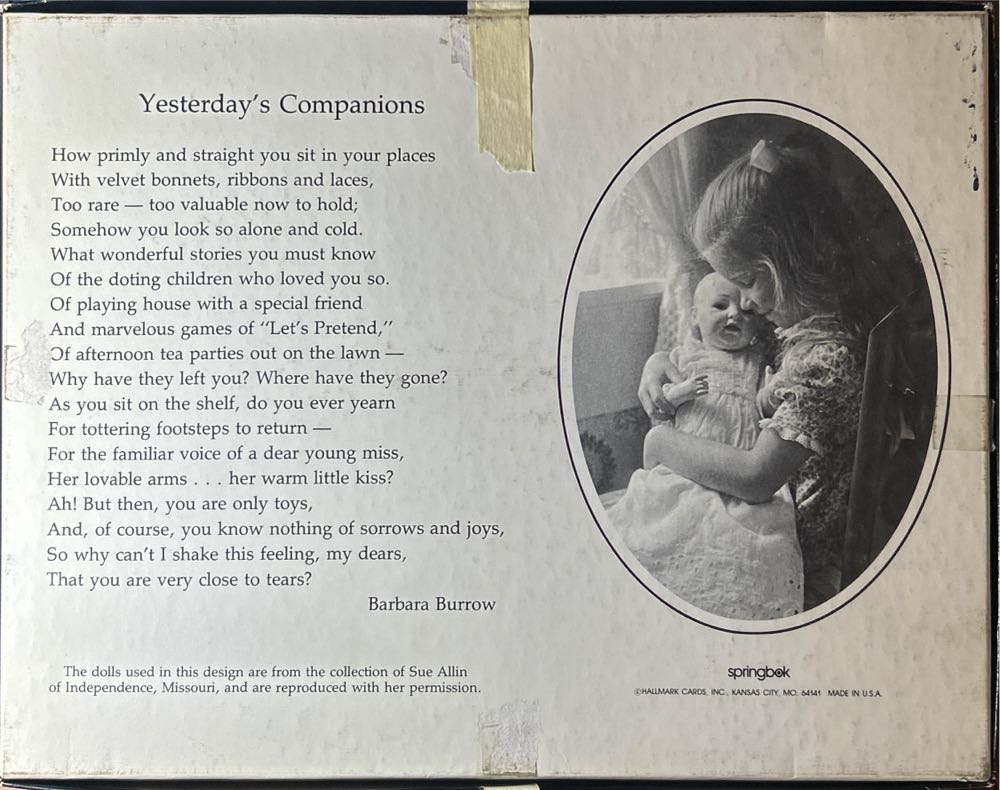 Yesterday's Companions
How primly and straight you sit in your places
With velvet bonnets, ribbons and laces,
Too rare — too valuable now to hold;
Somehow you look so alone and cold.
What wonderful stories you must know
Of the doting children who loved you so.
Of playing house with a special friend
And marvelous games of "Let's Pretend,"
Of afternoon tea parties out on the lawn —
Why have they left you? Where have they gone?
As you sit on the shelf, do you ever yearn
For tottering footsteps to return —
For the familiar voice of a dear young miss,
Her lovable arms . . . her warm little kiss?
Ah! But then, you are only toys,
And, of course, you know nothing of sorrows and joys,
So why can't I shake this feeling, my dears,
That you are very close to tears?
Barbara Burrow
The dolls used in this design are from the collection of Sue Allin
of Independence, Missouri, and are reproduced with her permission.
springbok
©HALLMARK CARDS, INC., KANSAS CITY, MO. 64141 MADE IN U.S.A.